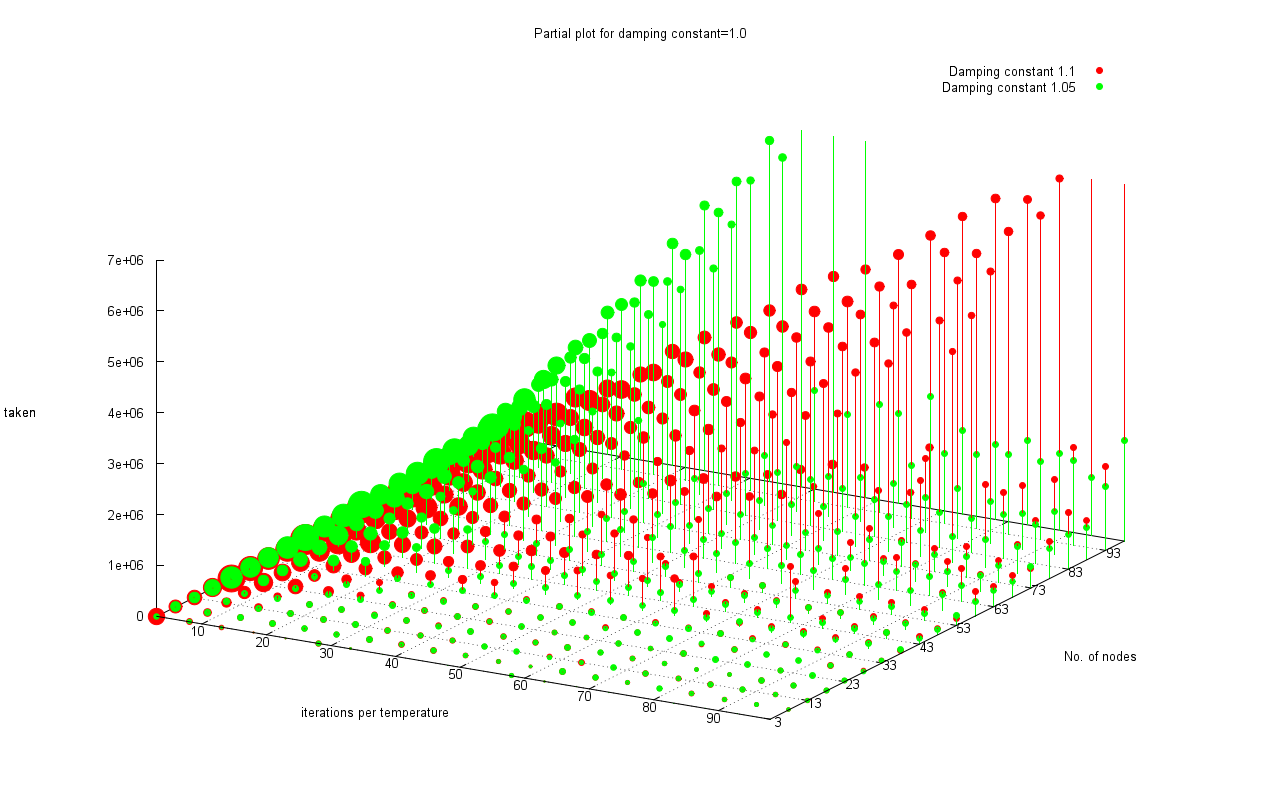 Partial plot for damping constant=1.0
Damping constant 1.1
Damping constant 1.05
7e+06
6e+06
5e+06
4e+06
3e+06
2e+06
1e+06
0
taken
10
20
30
40
50
60
70
80
90
iterations per temperature
3
13
23
33
43
53
63
73
83
93
No. of nodes